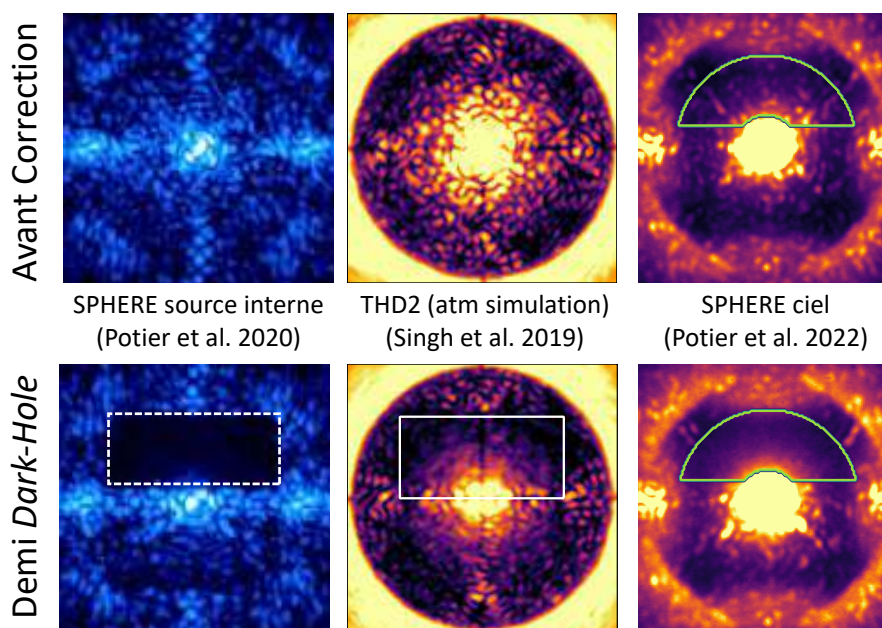 Avant Correction
SPHERE source interne
(Potier et al. 2020)
THD2 (atm simulation)
(Singh et al. 2019)
SPHERE ciel
(Potier et al. 2022)
Demi Dark-Hole